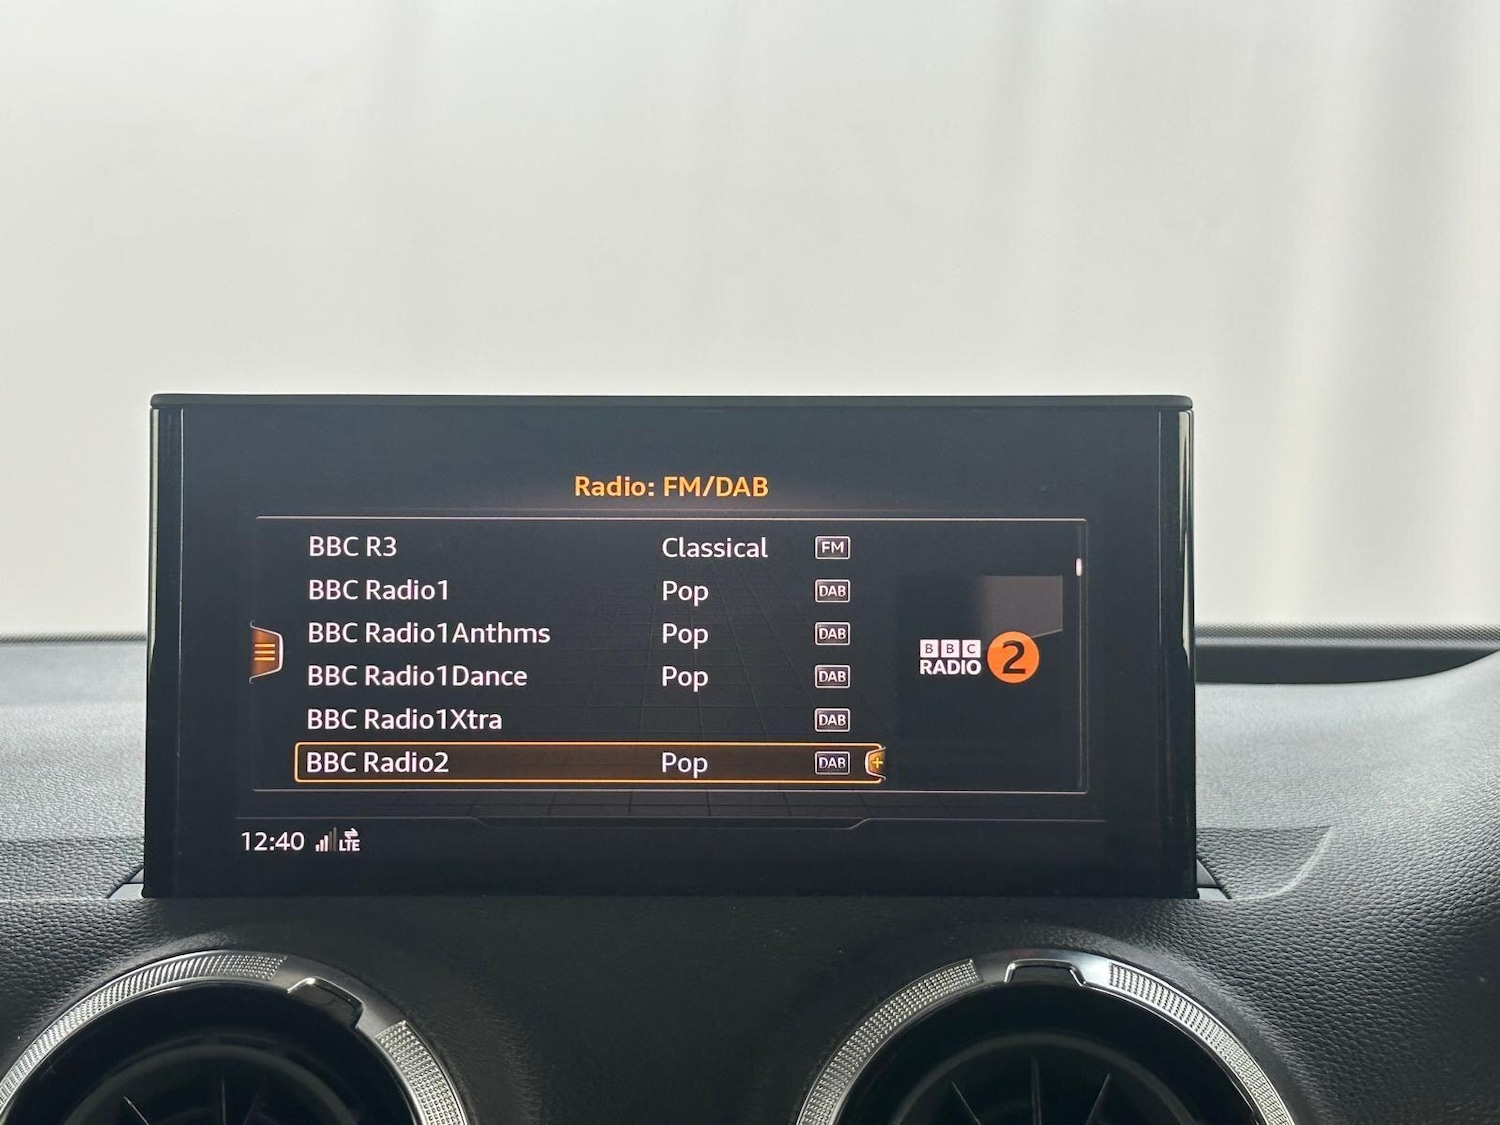 Radio: FM/DAB
BBC R3 Classical FM
BBC Radio1 Pop DAB
BBC Radio1Anthms Pop DAB
BBC Radio1Dance Pop DAB
BBC Radio1Xtra DAB
BBC Radio2 Pop DAB +
BBC
RADIO 2
12:40 LTE